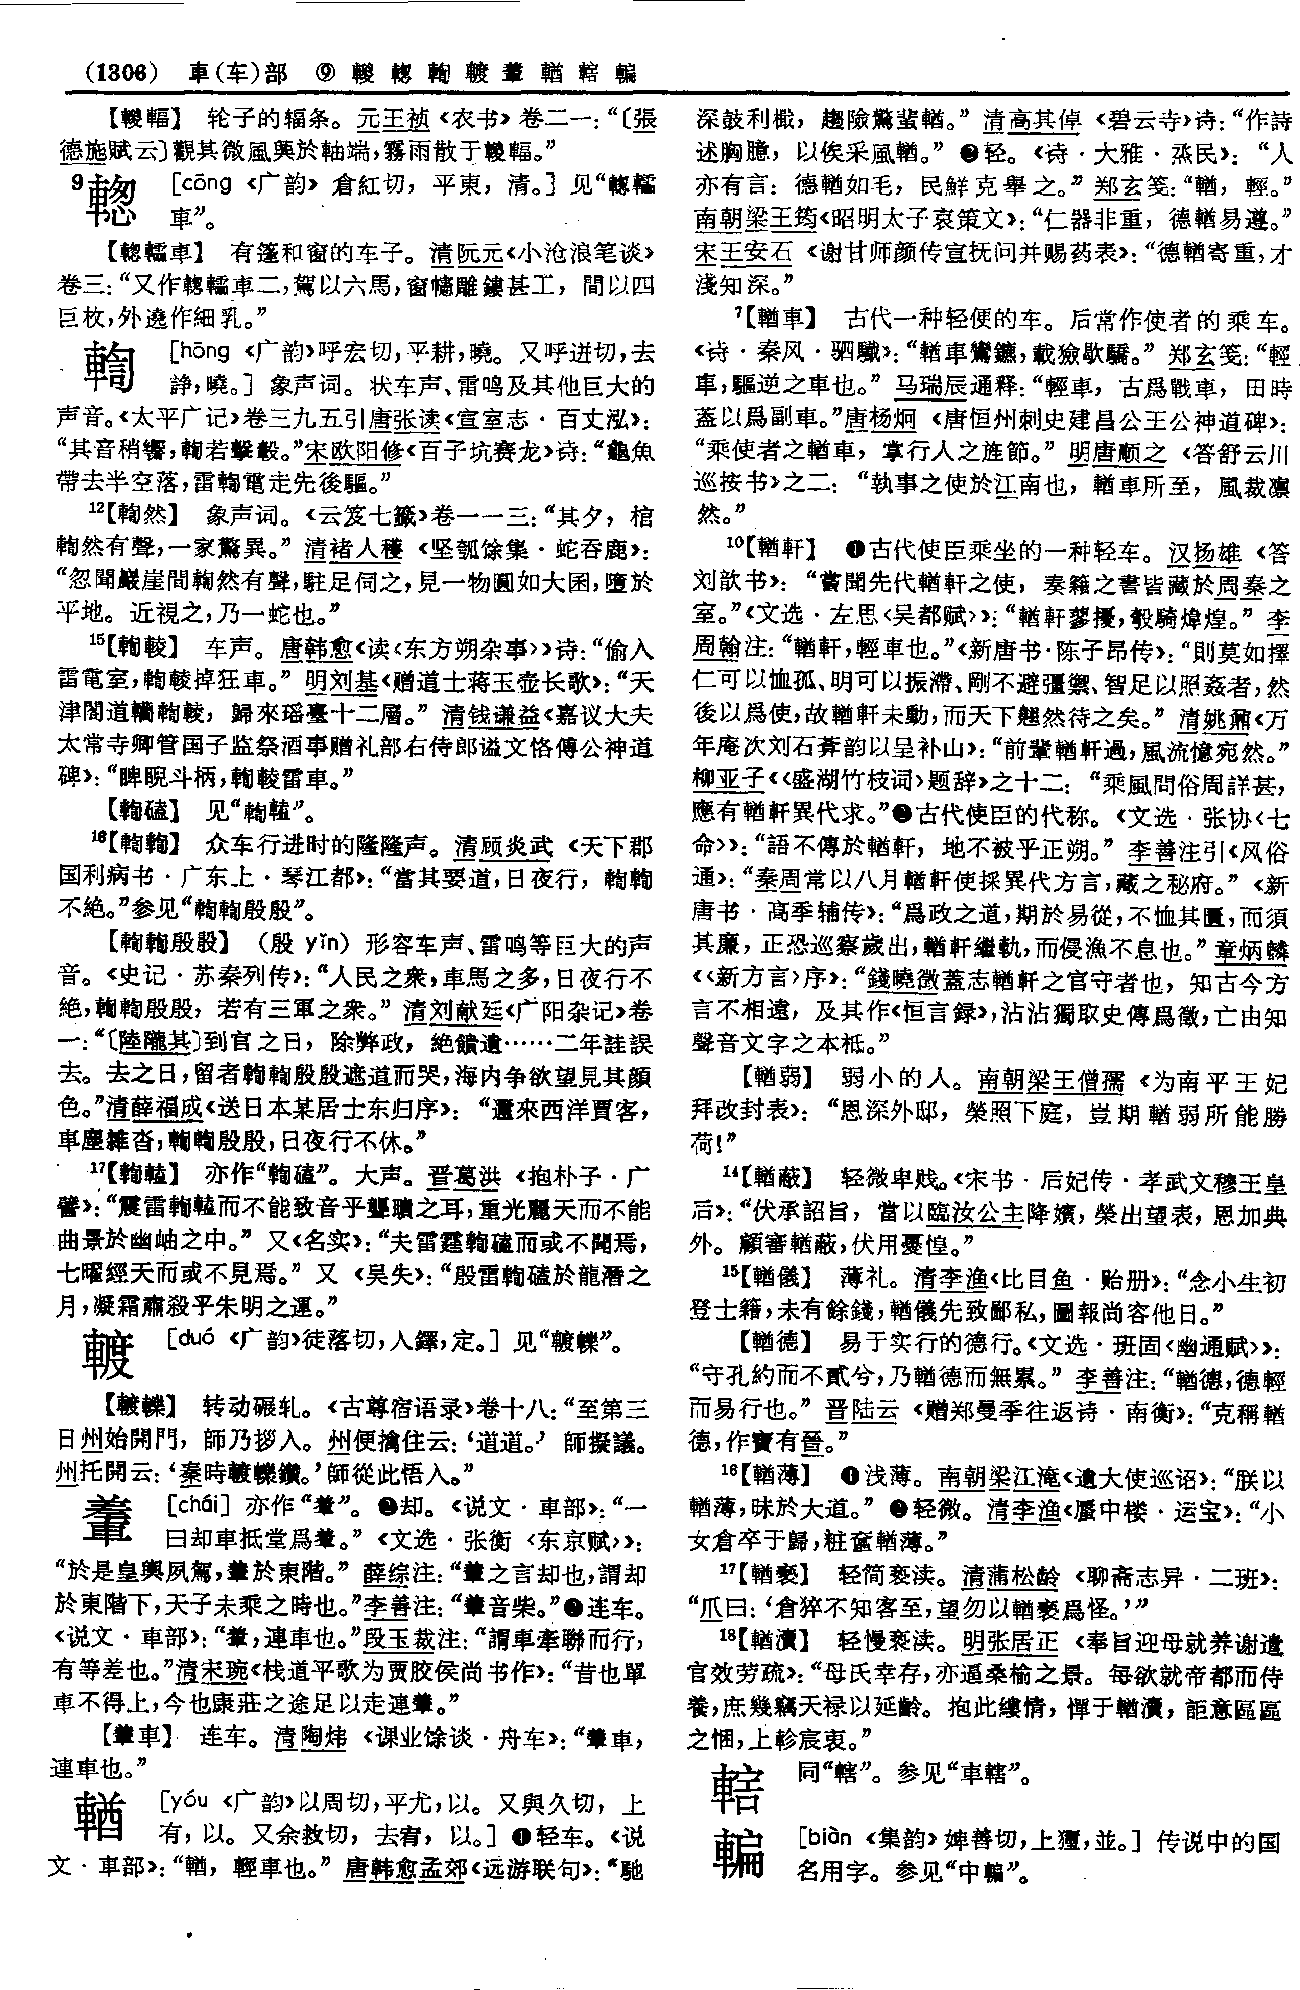 (1306) 車(车)部 ⑨ 輚 輚 輷 䡡 䡨 輶 轄 䡢
【輚輻】 轮子的辐条。元王祯《农书》卷二一：“〔張
德施賦云〕觀其微風興於軸端，霧雨散于輚輻。”
9 [cōng 《广韵》倉紅切，平東，清。] 见“輼
車”。
有篷和窗的车子。清阮元《小沧浪笔谈》
車二，駕以六馬，窗幰雕鏤甚工，間以四
巨枚，外遶作細乳。”
輷 [hōng 《广韵》呼宏切，平耕，曉。又呼迸切，去
諍，曉。] 象声词。状车声、雷鸣及其他巨大的
声音。《太平广记》卷三九五引唐张读《宣室志·百丈泓》：
“其音稍響，輷若擊轂。”宋欧阳修《百子坑赛龙》诗：“龜魚
帶去半空落，雷輷電走先後驅。”
12【輷然】 象声词。《云笈七籤》卷一一三：“其夕，棺
輷然有聲，一家驚異。”清褚人穫《坚瓠馀集·蛇吞鹿》：
“忽聞巖崖間輷然有聲，駐足伺之，見一物圓如大囷，墮於
平地。近視之，乃一蛇也。”
15【輷輘】 车声。唐韩愈《读〈东方朔杂事〉》诗：“偷入
雷電室，輷輘掉狂車。”明刘基《赠道士蒋玉壶长歌》：“天
津閣道轎輷輘，歸來瑶臺十二層。”清钱谦益《嘉议大夫
太常寺卿管国子监祭酒事赠礼部右侍郎谥文恪傅公神道
碑》：“睥睨斗柄，輷輘雷車。”
【輷磕】 见“輷𨎢”。
16【輷輷】 众车行进时的隆隆声。清顾炎武《天下郡
国利病书·广东上·琴江都》：“當其要道，日夜行，輷輷
不絶。”参见“輷輷殷殷”。
【輷輷殷殷】 (殷 yǐn) 形容车声、雷鸣等巨大的声
音。《史记·苏秦列传》：“人民之衆，車馬之多，日夜行不
絶，輷輷殷殷，若有三軍之衆。”清刘献廷《广阳杂记》卷
一：“〔陸隴其〕到官之日，除弊政，絶饋遺……二年詿誤
去。去之日，留者輷輷殷殷遮道而哭，海内争欲望見其顔
色。”清薛福成《送日本某居士东归序》：“邇來西洋賈客，
車塵雜沓，輷輷殷殷，日夜行不休。”
17【輷𨎢】 亦作“輷磕”。大声。晋葛洪《抱朴子·广
譬》：“震雷輷𨎢而不能致音乎聾聵之耳，重光麗天而不能
曲景於幽岫之中。”又《名实》：“夫雷霆輷磕而或不聞焉，
七曜經天而或不見焉。”又《吴失》：“殷雷輷磕於龍潛之
月，凝霜肅殺乎朱明之運。”
[duó 《广韵》徒落切，入鐸，定。] 见“𨍏轢”。
【𨍏轢】 转动碾轧。《古尊宿语录》卷十八：“至第三
日州始開門，師乃拶入。州便擒住云：‘道道。’師擬議。
州托開云：‘秦時𨍏轢鑽。’師從此悟入。”
[chái] 亦作“輂”。❶却。《说文·車部》：“一
曰却車抵堂爲䡨。”《文选·张衡〈东京赋〉》：
“於是皇輿夙駕，䡨於東階。”薛综注：“䡨之言却也，謂却
於東階下，天子未乘之時也。”李善注：“䡨音柴。”❷连车。
《说文·車部》：“䡨，連車也。”段玉裁注：“謂車牽聯而行，
有等差也。”清宋琬《栈道平歌为贾胶侯尚书作》：“昔也單
車不得上，今也康莊之途足以走連䡨。”
【䡨車】 连车。清陶炜《课业馀谈·舟车》：“䡨車，
連車也。”
輶 [yóu 《广韵》以周切，平尤，以。又與久切，上
有，以。又余救切，去宥，以。] ❶轻车。《说
文·車部》：“輶，輕車也。”唐韩愈孟郊《远游联句》：“馳
深鼓利檝，趨險驚蜚輶。”清高其倬《碧云寺》诗：“作詩
述胸臆，以俟采風輶。”❷轻。《诗·大雅·烝民》：“人
亦有言：德輶如毛，民鮮克舉之。”郑玄笺：“輶，輕。”
南朝梁王筠《昭明太子哀策文》：“仁器非重，德輶易遵。”
宋王安石《谢甘师颜传宣抚问并赐药表》：“德輶寄重，才
淺知深。”
7【輶車】 古代一种轻便的车。后常作使者的乘车。
《诗·秦风·驷驖》：“輶車鸞鑣，載獫歇驕。”郑玄笺：“輕
車，驅逆之車也。”马瑞辰通释：“輕車，古爲戰車，田時
蓋以爲副車。”唐杨炯《唐恒州刺史建昌公王公神道碑》：
“乘使者之輶車，掌行人之旌節。”明唐顺之《答舒云川
巡按书》之二：“執事之使於江南也，輶車所至，風裁凛
然。”
10【輶軒】 ❶古代使臣乘坐的一种轻车。汉扬雄《答
刘歆书》：“嘗聞先代輶軒之使，奏籍之書皆藏於周秦之
室。”《文选·左思〈吴都赋〉》：“輶軒蓼擾，彀騎煒煌。”李
周翰注：“輶軒，輕車也。”《新唐书·陈子昂传》：“則莫如擇
仁可以恤孤、明可以振滯、剛不避彊禦、智足以照姦者，然
後以爲使，故輶軒未動，而天下翹然待之矣。”清姚鼐《万
年庵次刘石菴韵以呈补山》：“前輩輶軒過，風流憶宛然。”
柳亚子《〈盛湖竹枝词〉题辞》之十二：“乘風問俗周詳甚，
應有輶軒異代求。”❷古代使臣的代称。《文选·张协〈七
命〉》：“語不傳於輶軒，地不被乎正朔。”李善注引《风俗
通》：“秦周常以八月輶軒使採異代方言，藏之秘府。”《新
唐书·高季辅传》：“爲政之道，期於易從，不恤其匱，而須
其廉，正恐巡察歲出，輶軒繼軌，而侵漁不息也。”章炳麟
《〈新方言〉序》：“錢曉徵蓋志輶軒之官守者也，知古今方
言不相遠，及其作《恒言録》，沾沾獨取史傳爲徵，亡由知
聲音文字之本柢。”
【輶弱】 弱小的人。南朝梁王僧孺《为南平王妃
拜改封表》：“恩深外邸，榮照下庭，豈期輶弱所能勝
荷！”
14【輶蔽】 轻微卑贱。《宋书·后妃传·孝武文穆王皇
后》：“伏承詔旨，當以臨汝公主降嬪，榮出望表，恩加典
外。顧審輶蔽，伏用憂惶。”
15【輶儀】 薄礼。清李渔《比目鱼·贻册》：“念小生初
登士籍，未有餘錢，輶儀先致鄙私，圖報尚容他日。”
【輶德】 易于实行的德行。《文选·班固〈幽通赋〉》：
“守孔約而不貳兮，乃輶德而無累。”李善注：“輶德，德輕
而易行也。”晋陆云《赠郑曼季往返诗·南衡》：“克稱輶
德，作寶有晉。”
16【輶薄】 ❶浅薄。南朝梁江淹《遣大使巡诏》：“朕以
輶薄，昧於大道。”❷轻微。清李渔《蜃中楼·运宝》：“小
女倉卒于歸，粧奩輶薄。”
17【輶褻】 轻简亵渎。清蒲松龄《聊斋志异·二班》：
“爪曰：‘倉猝不知客至，望勿以輶褻爲怪。’”
18【輶瀆】 轻慢亵渎。明张居正《奉旨迎母就养谢遣
官效劳疏》：“母氏幸存，亦逼桑榆之景。每欲就帝都而侍
養，庶幾竊天禄以延齡。抱此縷情，憚于輶瀆，詎意區區
之悃，上軫宸衷。”
同“轄”。参见“車轄”。
[biàn 《集韵》婢善切，上獮，並。] 传说中的国
名用字。参见“中䡢”。